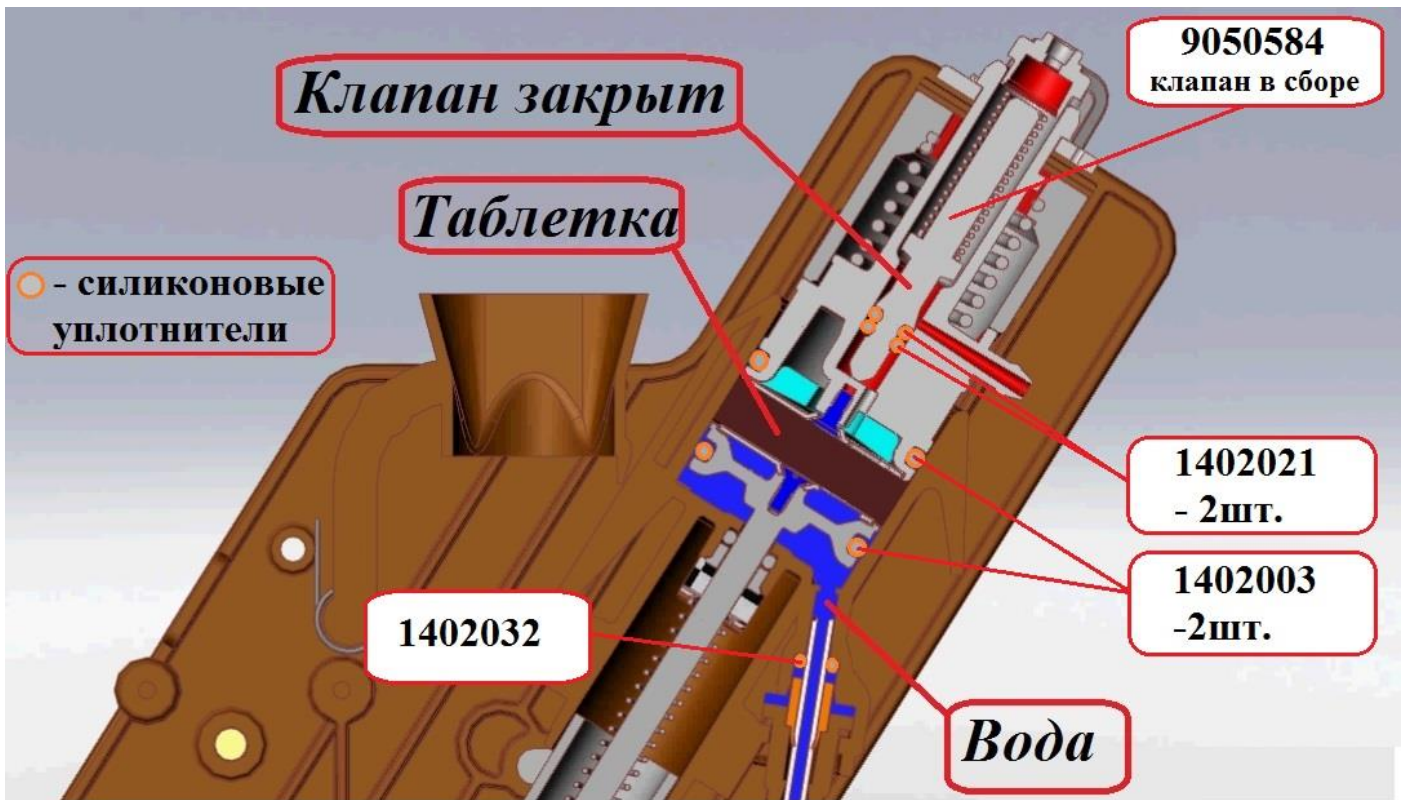 9050584
клапан в сборе
Клапан закрыт
Таблетка
- силиконовые
уплотнители
1402021
- 2шт.
1402003
-2шт.
1402032
Вода